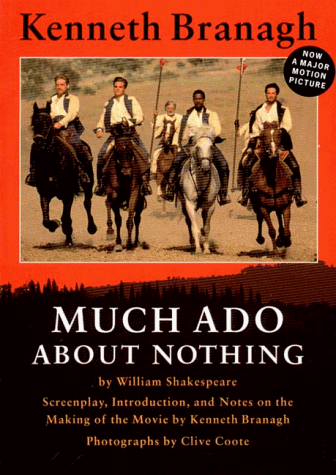 Kenneth Branagh
NOW
A MAJOR
MOTION
PICTURE
MUCH ADO
ABOUT NOTHING
by William Shakespeare
Screenplay, Introduction, and Notes on the
Making of the Movie by Kenneth Branagh
Photographs by Clive Coote